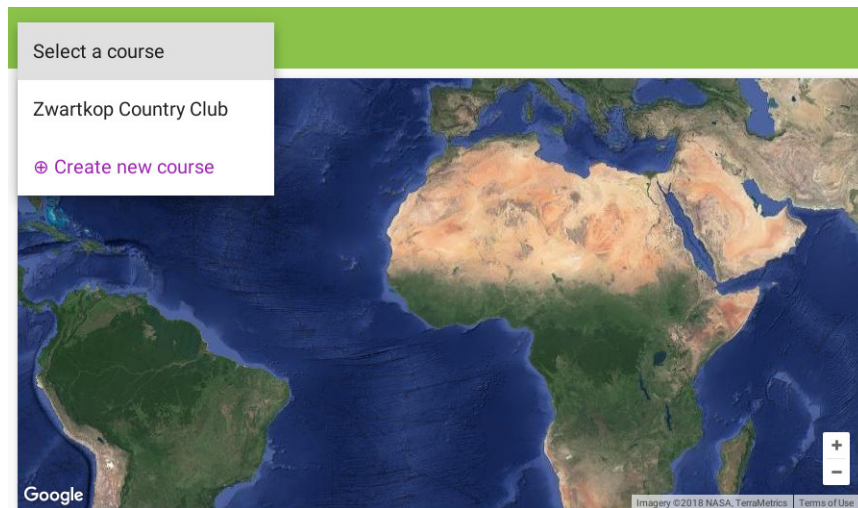 Select a course
Zwartkop Country Club
⊕ Create new course
+
−
Google
Imagery ©2018 NASA, TerraMetrics
Terms of Use